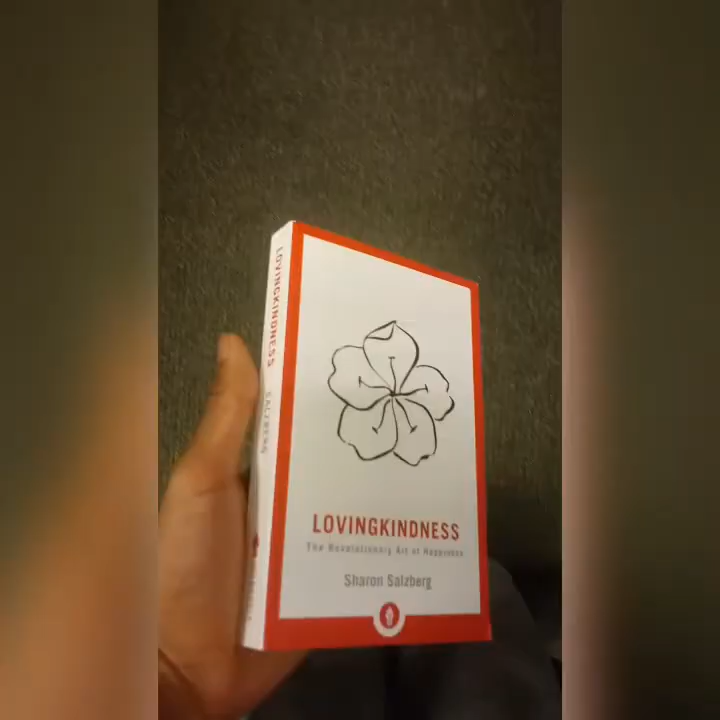 LOVINGKINDNESS
The Revolutionary Art of Happiness
Sharon Salzberg
LOVINGKINDNESS SALZBERG